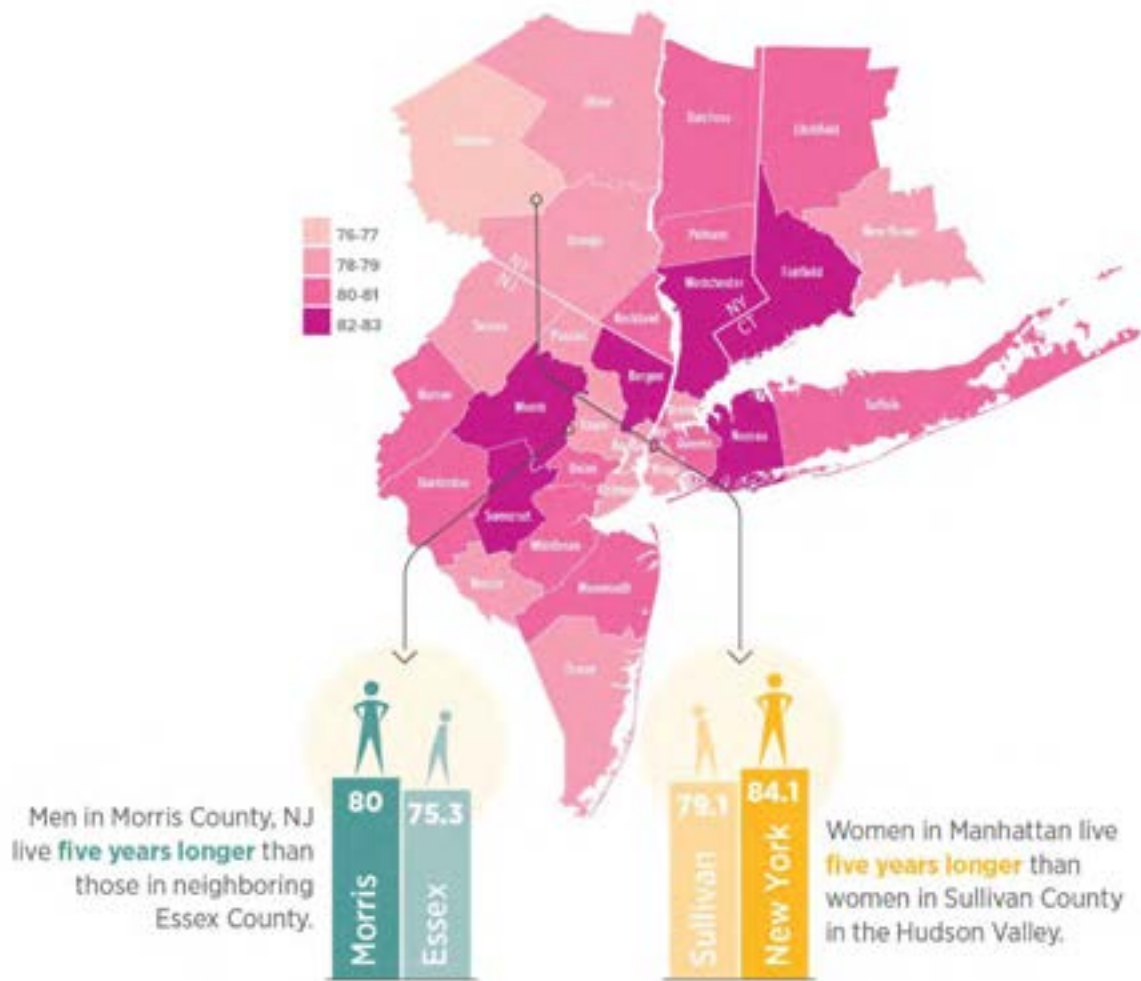 Ulster
Dutchess
Litchfield
Sullivan
Orange
Putnam
New Haven
Westchester
Fairfield
NY
NJ
NY
CT
76-77
78-79
80-81
82-83
Sussex
Passaic
Rockland
Warren
Morris
Bergen
Essex
Suffolk
Queens
Nassau
Union
Hunterdon
Somerset
Middlesex
Mercer
Monmouth
Ocean
Men in Morris County, NJ
live five years longer than
those in neighboring
Essex County.
80
Morris
75.3
Essex
79.1
Sullivan
84.1
New York
Women in Manhattan live
five years longer than
women in Sullivan County
in the Hudson Valley.